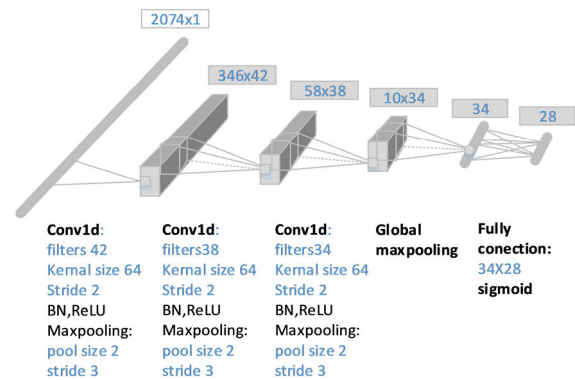 2074x1
346x42
58x38
10x34
34
28
Conv1d:
filters 42
Kernal size 64
Stride 2
BN,ReLU
Maxpooling:
pool size 2
stride 3
Conv1d:
filters38
Kernal size 64
Stride 2
BN,ReLU
Maxpooling:
pool size 2
stride 3
Conv1d:
filters34
Kernal size 64
Stride 2
BN,ReLU
Maxpooling:
pool size 2
stride 3
Global
maxpooling
Fully
conection:
34X28
sigmoid